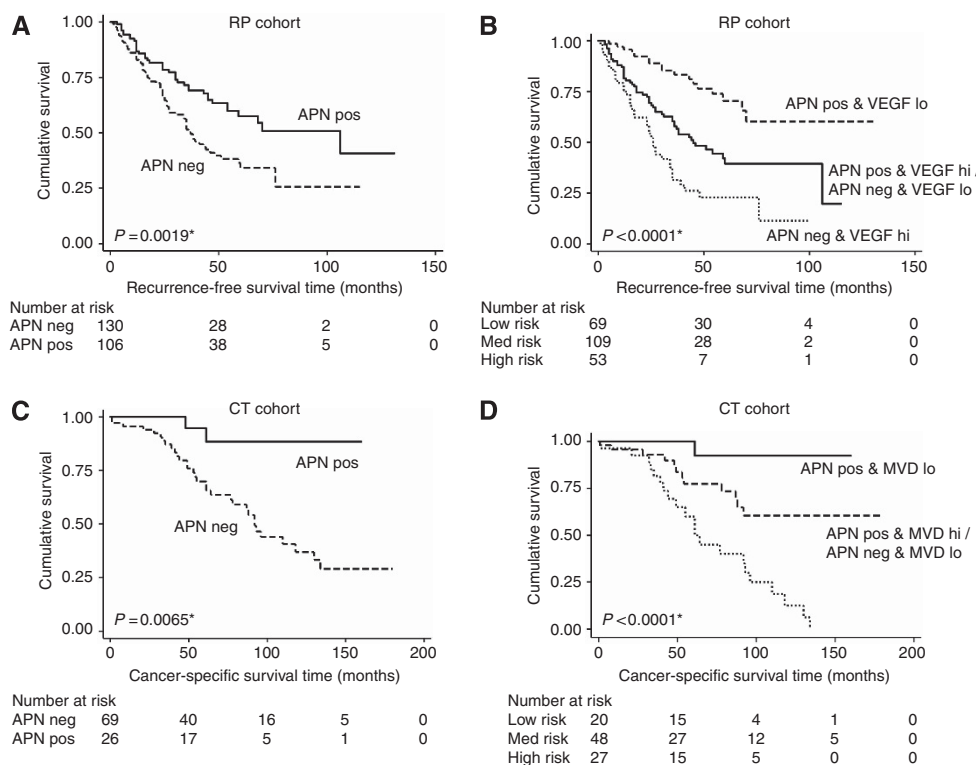 A
RP cohort
1.00
0.75
0.50
0.25
0.00
Cumulative survival
APN pos
APN neg
P=0.0019*
0 50 100 150
Recurrence-free survival time (months)
Number at risk
APN neg 130 28 2 0
APN pos 106 38 5 0
B
RP cohort
1.00
0.75
0.50
0.25
0.00
Cumulative survival
APN pos & VEGF lo
APN pos & VEGF hi /
APN neg & VEGF lo
APN neg & VEGF hi
P<0.0001*
0 50 100 150
Recurrence-free survival time (months)
Number at risk
Low risk 69 30 4 0
Med risk 109 28 2 0
High risk 53 7 1 0
C
CT cohort
1.00
0.75
0.50
0.25
0.00
Cumulative survival
APN pos
APN neg
P=0.0065*
0 50 100 150 200
Cancer-specific survival time (months)
Number at risk
APN neg 69 40 16 5 0
APN pos 26 17 5 1 0
D
CT cohort
1.00
0.75
0.50
0.25
0.00
Cumulative survival
APN pos & MVD lo
APN pos & MVD hi /
APN neg & MVD lo
P<0.0001*
0 50 100 150 200
Cancer-specific survival time (months)
Number at risk
Low risk 20 15 4 1 0
Med risk 48 27 12 5 0
High risk 27 15 5 0 0